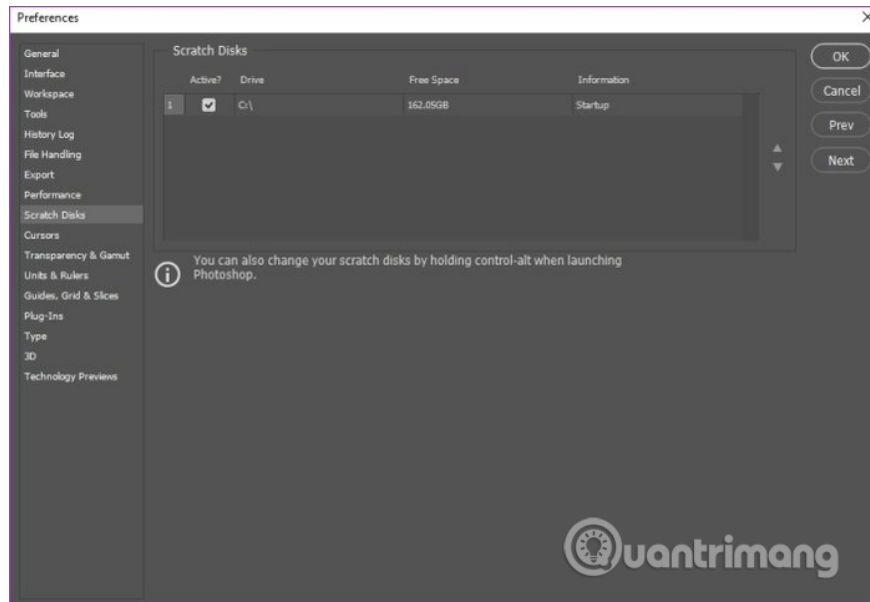 Preferences
General
Interface
Workspace
Tools
History Log
File Handling
Export
Performance
Scratch Disks
Cursors
Transparency & Gamut
Units & Rulers
Guides, Grid & Slices
Plug-Ins
Type
3D
Technology Previews
Scratch Disks
Active? Drive Free Space Information
1 C:\ 162.05GB Startup
You can also change your scratch disks by holding control-alt when launching
Photoshop.
OK
Cancel
Prev
Next
Quantrimang